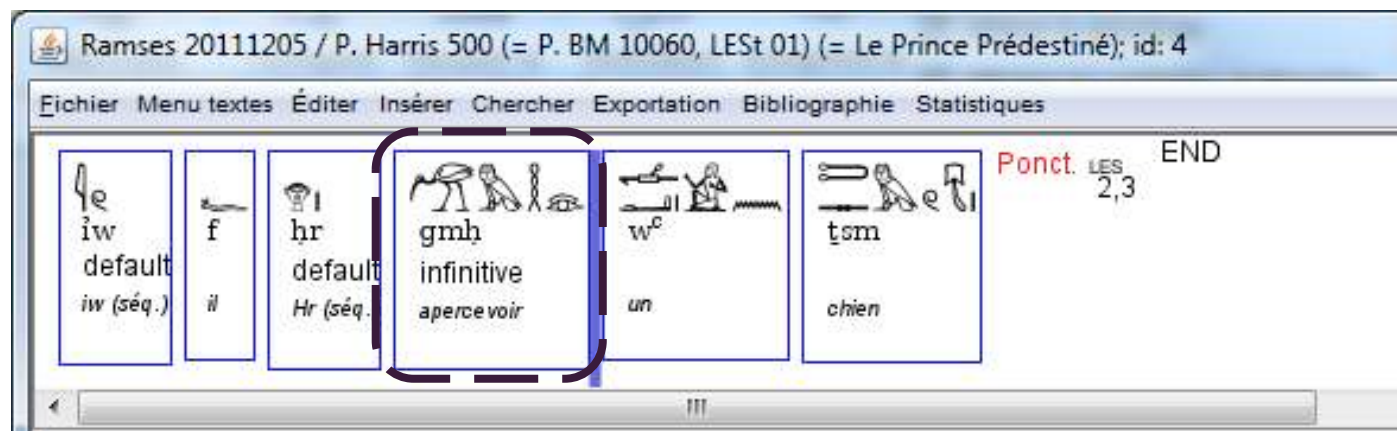 Ramses 20111205 / P. Harris 500 (= P. BM 10060, LESt 01) (= Le Prince Prédestiné); id: 4
Fichier Menu textes Éditer Insérer Chercher Exportation Bibliographie Statistiques
Ponct. LES 2,3 END
ỉw f ḥr gmḥ wꜥ ṯsm
default default infinitive
iw (séq.) il Hr (séq. apercevoir un chien